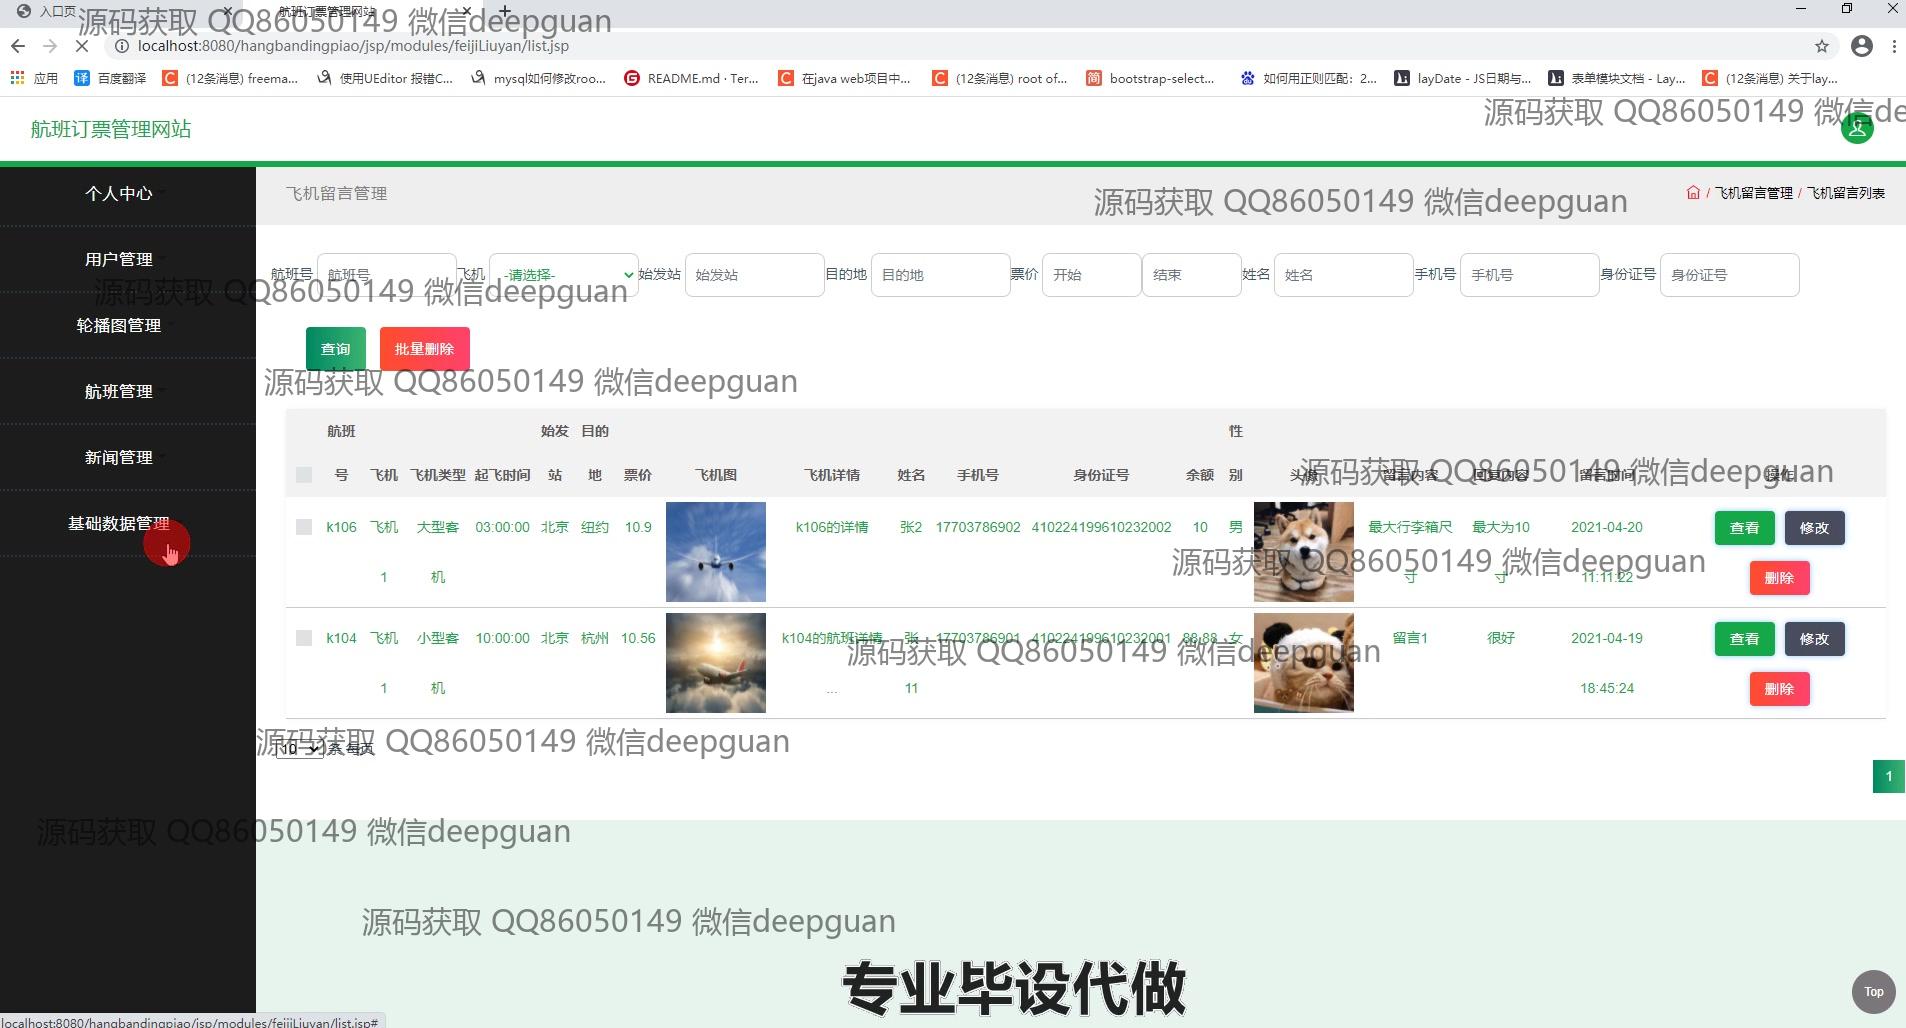 入口页
航班订票管理网站
localhost:8080/hangbandingpiao/jsp/modules/feijiLiuyan/list.jsp
应用 百度翻译 (12条消息) freema... 使用UEditor 报错C... mysql如何修改roo... README.md · Ter... 在java web项目中... (12条消息) root of... bootstrap-select... 如何用正则匹配：2... layDate - JS日期与... 表单模块文档 - Lay... (12条消息) 关于lay...
源码获取 QQ86050149 微信deepguan
源码获取 QQ86050149 微信de
航班订票管理网站
个人中心
用户管理
轮播图管理
航班管理
新闻管理
基础数据管理
飞机留言管理
/ 飞机留言管理 / 飞机留言列表
源码获取 QQ86050149 微信deepguan
航班号 航班号 飞机 -请选择- 始发站 始发站 目的地 目的地 票价 开始 结束 姓名 姓名 手机号 手机号 身份证号 身份证号
源码获取 QQ86050149 微信deepguan
查询 批量删除
源码获取 QQ86050149 微信deepguan
航班号 飞机 飞机类型 起飞时间 始发站 目的地 票价 飞机图 飞机详情 姓名 手机号 身份证号 余额 性别 头像 留言内容 回复内容 留言时间 操作
源码获取 QQ86050149 微信deepguan
k106 飞机1 大型客机 03:00:00 北京 纽约 10.9 k106的详情 张2 17703786902 410224199610232002 10 男 最大行李箱尺寸 最大为10寸 2021-04-20 11:11:22 查看 修改 删除
源码获取 QQ86050149 微信deepguan
k104 飞机1 小型客机 10:00:00 北京 杭州 10.56 k104的航班详情... 张11 17703786901 410224199610232001 88.88 女 留言1 很好 2021-04-19 18:45:24 查看 修改 删除
源码获取 QQ86050149 微信deepguan
10 条 每页
源码获取 QQ86050149 微信deepguan
1
源码获取 QQ86050149 微信deepguan
源码获取 QQ86050149 微信deepguan
专业毕设代做
Top
localhost:8080/hangbandingpiao/jsp/modules/feijiLiuyan/list.jsp#